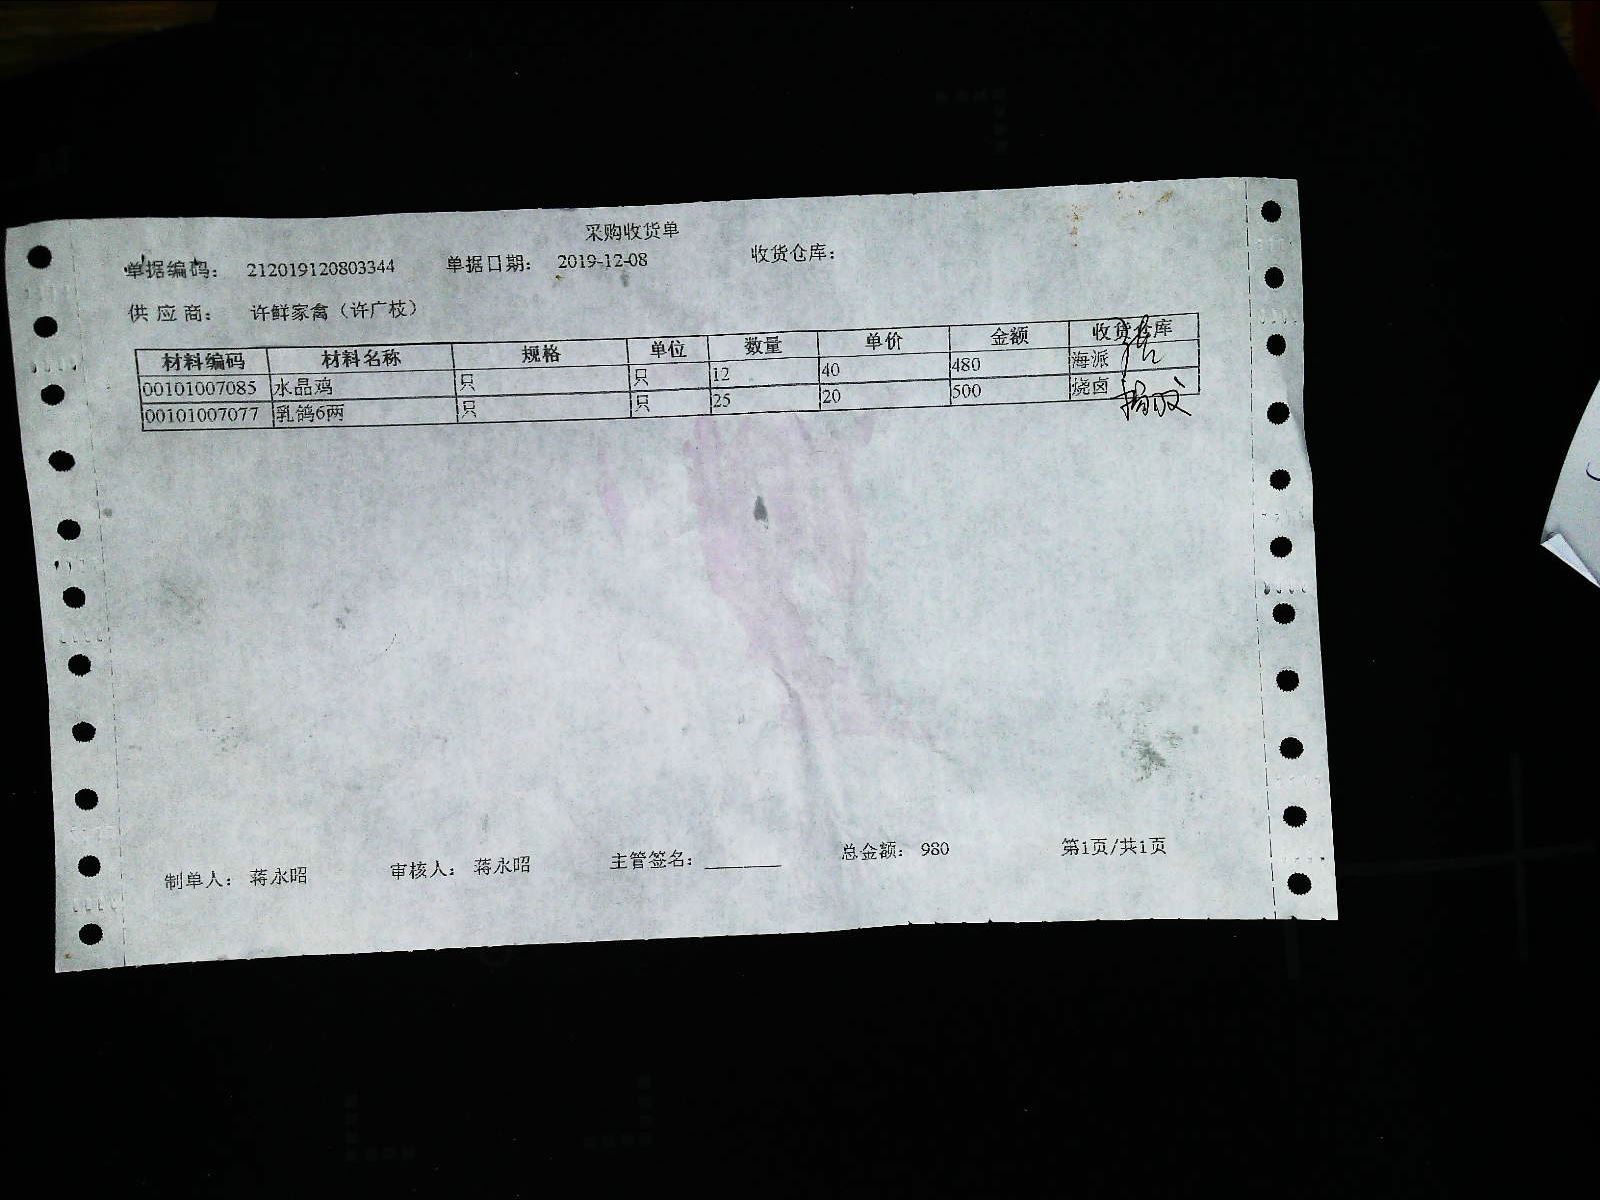 采购收货单
单据编码： 212019120803344 单据日期： 2019-12-08 收货仓库：
供应商： 许鲜家禽（许广枝）
材料编码 材料名称 规格 单位 数量 单价 金额 收货仓库
00101007085 水晶鸡 只 只 12 40 480 海派
00101007077 乳鸽6两 只 只 25 20 500 烧卤
制单人： 蒋永昭 审核人： 蒋永昭 主管签名： 总金额： 980 第1页/共1页